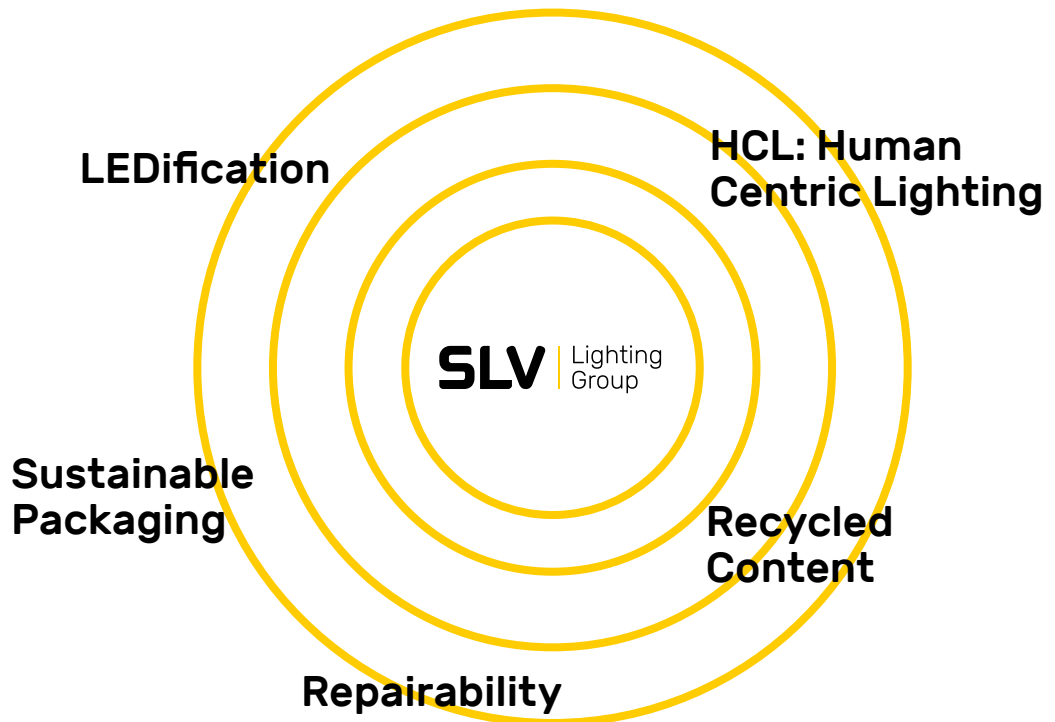 LEDification
HCL: Human
Centric Lighting
SLV | Lighting
Group
Sustainable
Packaging
Recycled
Content
Repairability